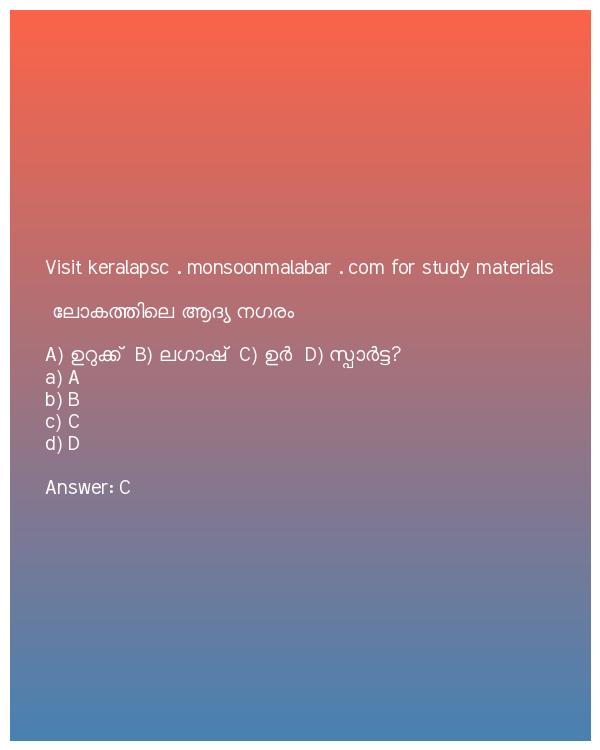 Visit keralapsc . monsoonmalabar . com for study materials
ലോകത്തിലെ ആദ്യ നഗരം
A) ഉറുക്ക് B) ലഗാഷ് C) ഉർ D) സ്പാർട്ട?
a) A
b) B
c) C
d) D
Answer: C